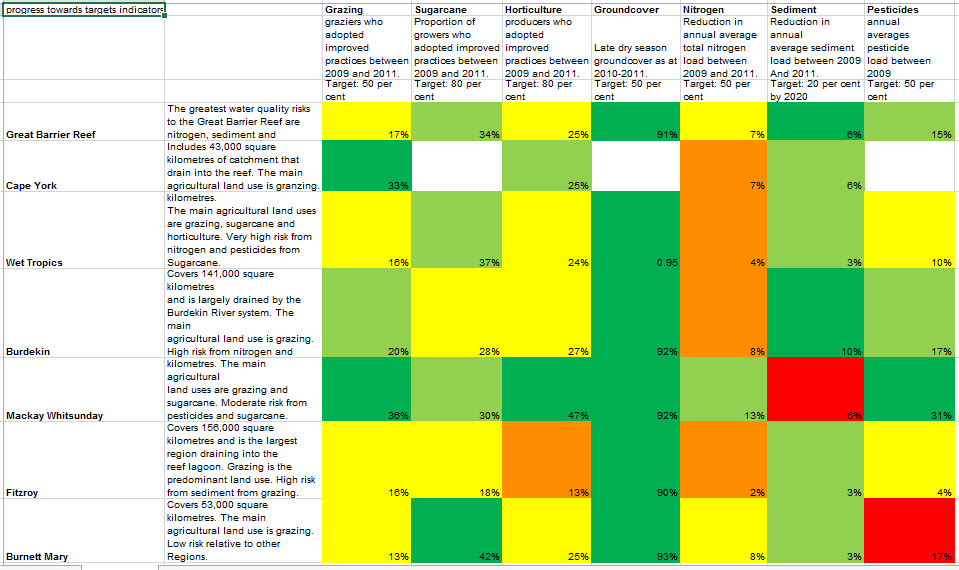 progress towards targets indicators
Grazing Sugarcane Horticulture Groundcover Nitrogen Sediment Pesticides
graziers who
adopted
improved
practices between
2009 and 2011.
Proportion of
growers who
adopted improved
practices between
2009 and 2011.
producers who
adopted
improved
practices between
2009 and 2011.
Late dry season
groundcover as at
2010-2011.
Reduction in
annual average
total nitrogen
load between
2009 and 2011.
Reduction in
annual
average sediment
load between 2009
And 2011.
annual
averages
pesticide
load between
2009
Target: 50 per
cent
Target: 80 per
cent
Target: 80 per
cent
Target: 50 per
cent
Target: 50 per
cent
Target: 20 per cent
by 2020
Target: 50 per
cent
Great Barrier Reef
The greatest water quality risks
to the Great Barrier Reef are
nitrogen, sediment and
17% 34% 25% 91% 7% 6% 15%
Cape York
Includes 43,000 square
kilometres of catchment that
drain into the reef. The main
agricultural land use is granzing.
33% 25% 7% 6%
Wet Tropics
kilometres.
The main agricultural land uses
are grazing, sugarcane and
horticulture. Very high risk from
nitrogen and pesticides from
Sugarcane.
16% 37% 24% 0.95 4% 3% 10%
Burdekin
Covers 141,000 square
kilometres
and is largely drained by the
Burdekin River system. The
main
agricultural land use is grazing.
High risk from nitrogen and
20% 28% 27% 92% 8% 10% 17%
Mackay Whitsunday
kilometres. The main
agricultural
land uses are grazing and
sugarcane. Moderate risk from
pesticides and sugarcane.
36% 30% 47% 92% 13% 6% 31%
Fitzroy
Covers 156,000 square
kilometres and is the largest
region draining into the
reef lagoon. Grazing is the
predominant land use. High risk
from sediment from grazing.
16% 18% 13% 90% 2% 3% 4%
Burnett Mary
Covers 53,000 square
kilometres. The main
agricultural land use is grazing.
Low risk relative to other
Regions.
13% 42% 25% 93% 8% 3% 17%